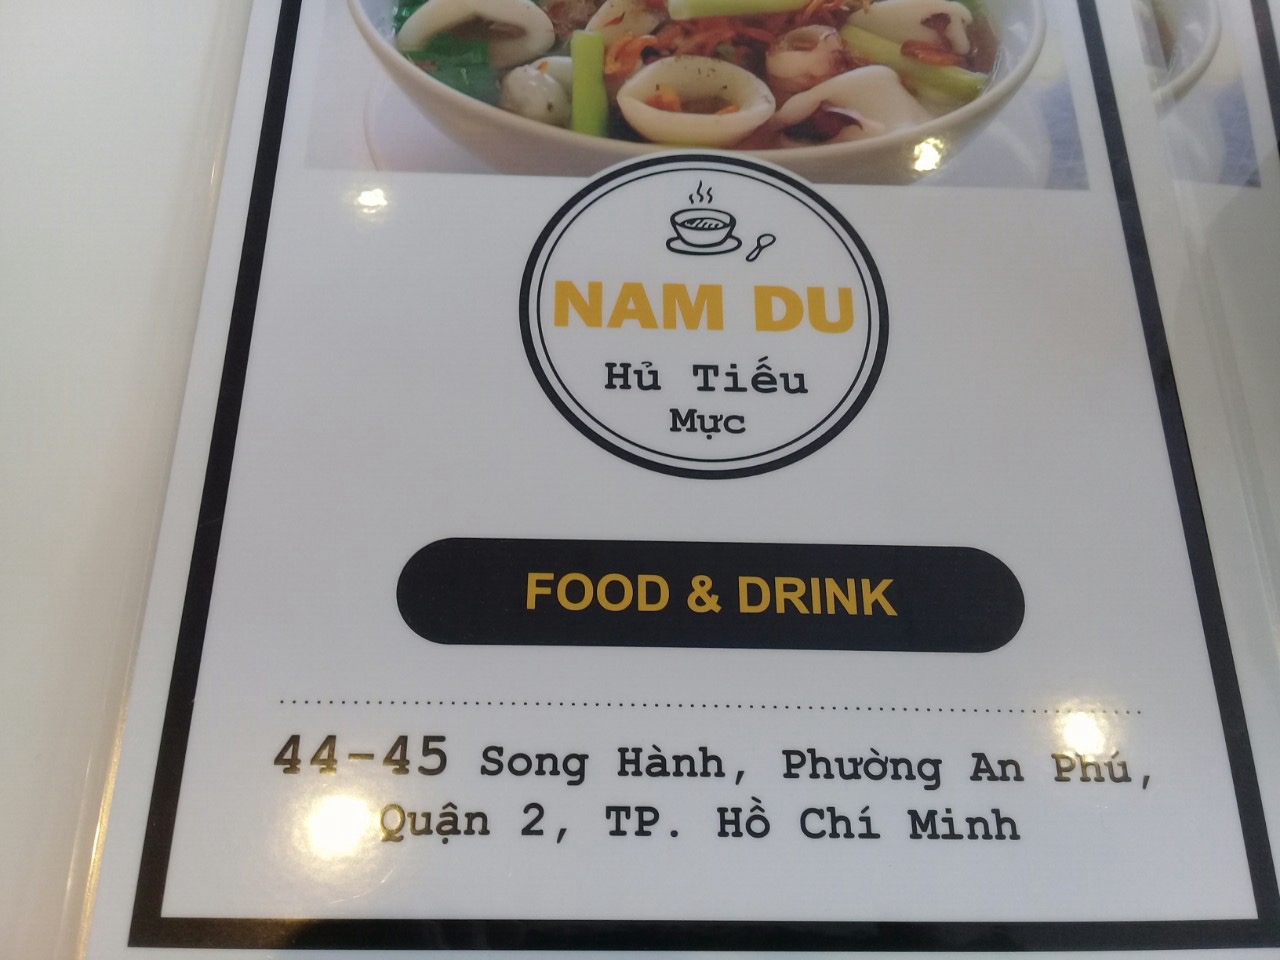 NAM DU
Hủ Tiếu
Mực
FOOD & DRINK
44-45 Song Hành, Phường An Phú,
Quận 2, TP. Hồ Chí Minh